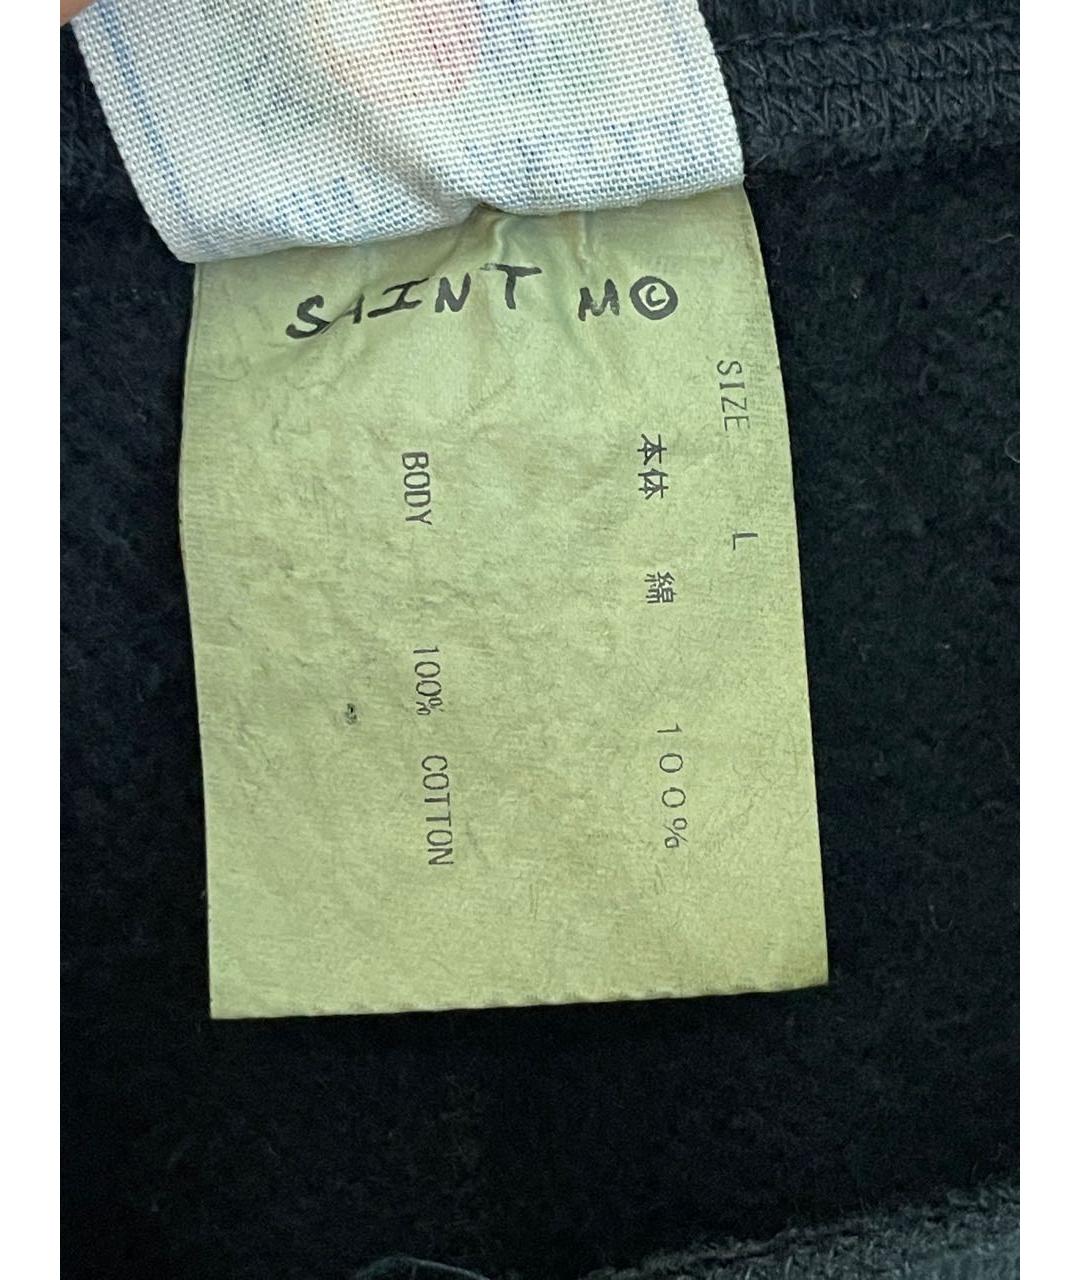 SAINT M©
SIZE L
本体 綿 100%
BODY 100% COTTON